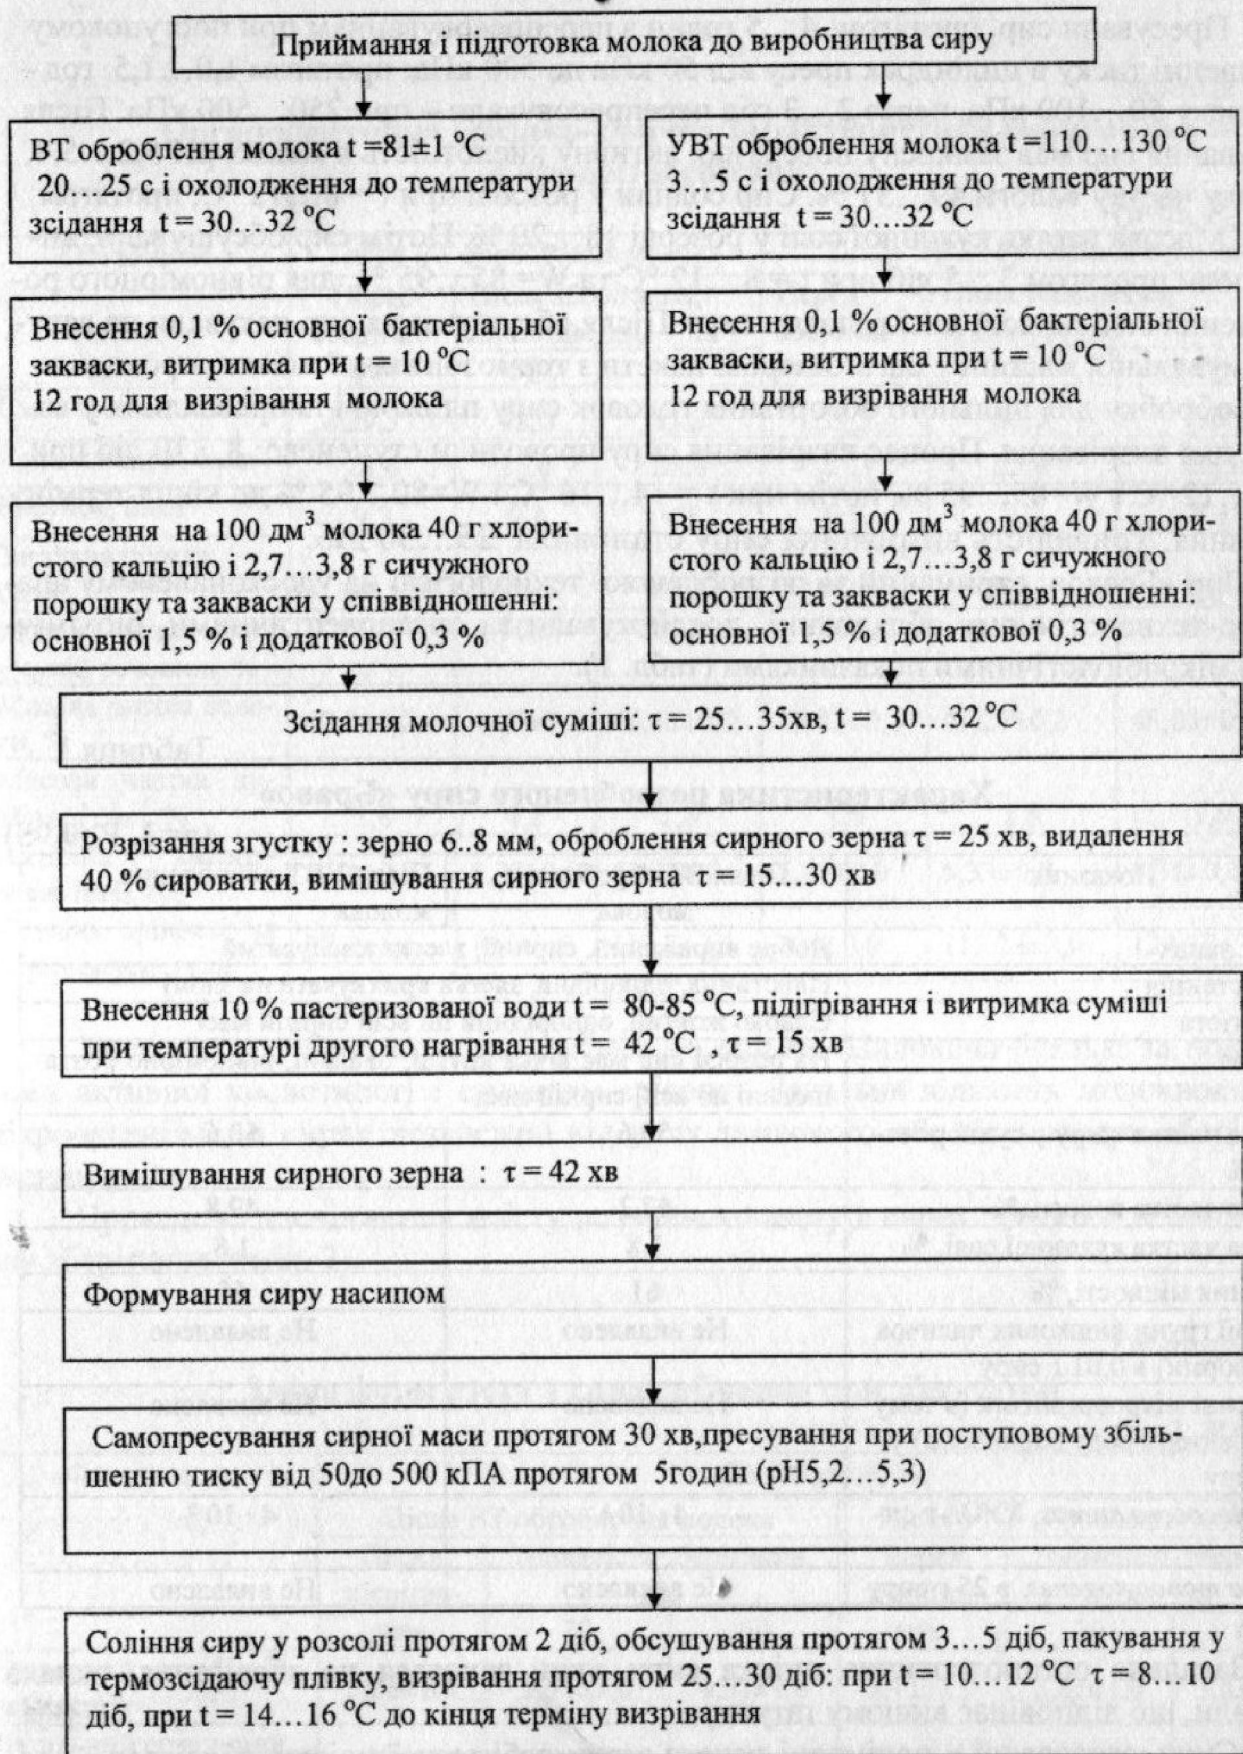 Приймання і підготовка молока до виробництва сиру
ВТ оброблення молока t =81±1 °C
20…25 с і охолодження до температури
зсідання t = 30…32 °C
УВТ оброблення молока t =110…130 °C
3…5 с і охолодження до температури
зсідання t = 30…32 °C
Внесення 0,1 % основної бактеріальної
закваски, витримка при t = 10 °C
12 год для визрівання молока
Внесення 0,1 % основної бактеріальної
закваски, витримка при t = 10 °C
12 год для визрівання молока
Внесення на 100 дм³ молока 40 г хлори-
стого кальцію і 2,7…3,8 г сичужного
порошку та закваски у співвідношенні:
основної 1,5 % і додаткової 0,3 %
Внесення на 100 дм³ молока 40 г хлори-
стого кальцію і 2,7…3,8 г сичужного
порошку та закваски у співвідношенні:
основної 1,5 % і додаткової 0,3 %
Зсідання молочної суміші: τ = 25…35хв, t = 30…32 °C
Розрізання згустку : зерно 6..8 мм, оброблення сирного зерна τ = 25 хв, видалення
40 % сироватки, вимішування сирного зерна τ = 15…30 хв
Внесення 10 % пастеризованої води t = 80-85 °C, підігрівання і витримка суміші
при температурі другого нагрівання t = 42 °C , τ = 15 хв
Вимішування сирного зерна : τ = 42 хв
Формування сиру насипом
Самопресування сирної маси протягом 30 хв,пресування при поступовому збіль-
шенню тиску від 50до 500 кПА протягом 5годин (pH5,2…5,3)
Соління сиру у розсолі протягом 2 діб, обсушування протягом 3…5 діб, пакування у
термозсідаючу плівку, визрівання протягом 25…30 діб: при t = 10…12 °C τ = 8…10
діб, при t = 14…16 °C до кінця терміну визрівання